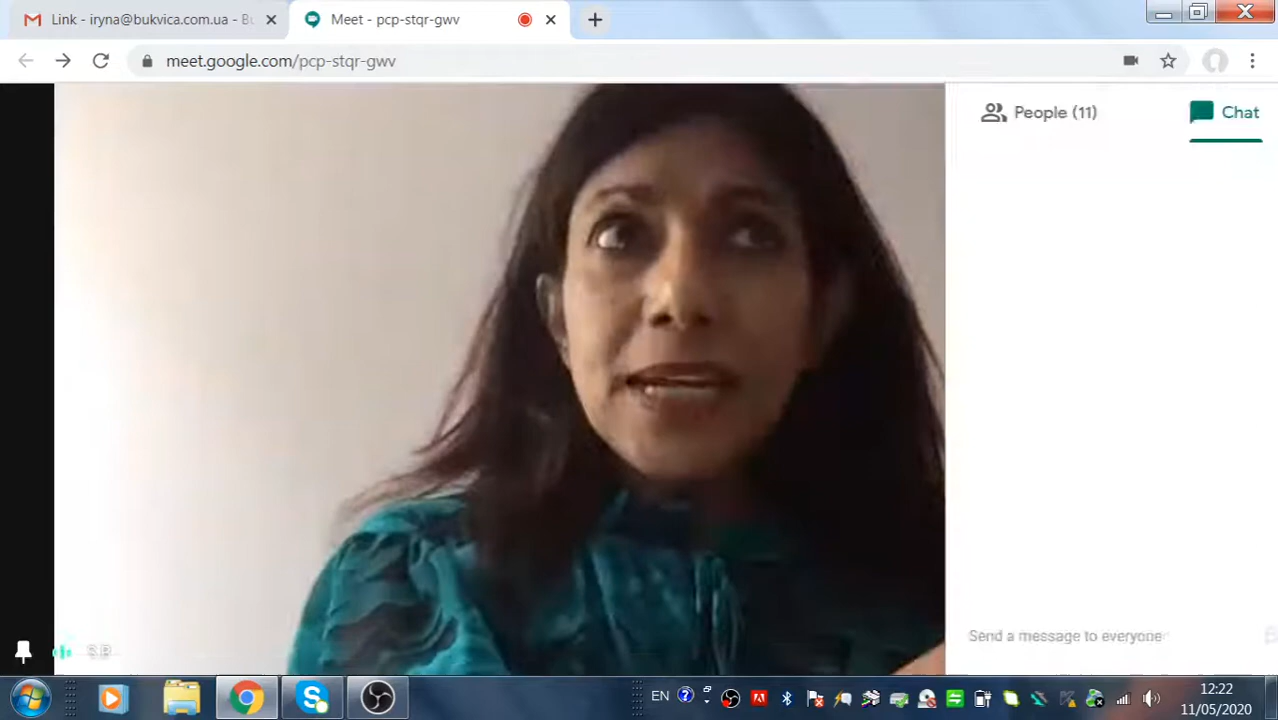 Link - iryna@bukvica.com.ua - Bu
Meet - pcp-stqr-gwv
meet.google.com/pcp-stqr-gwv
People (11)
Chat
S B
Send a message to everyone
EN
12:22
11/05/2020